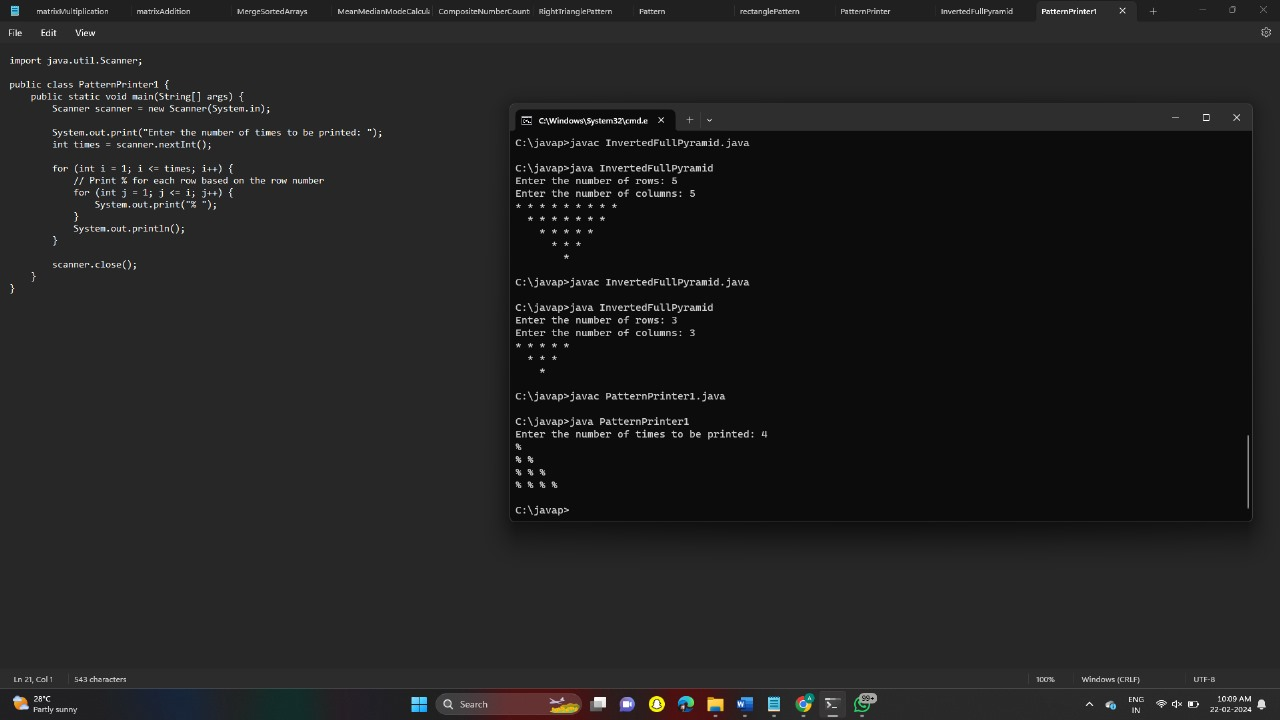 matrixMultiplication matrixAddition MergeSortedArrays MeanMedianModeCalcul CompositeNumberCount RightTrianglePattern Pattern rectanglePattern PatternPrinter InvertedFullPyramid PatternPrinter1
File Edit View
import java.util.Scanner;
public class PatternPrinter1 {
public static void main(String[] args) {
Scanner scanner = new Scanner(System.in);
System.out.print("Enter the number of times to be printed: ");
int times = scanner.nextInt();
for (int i = 1; i <= times; i++) {
// Print % for each row based on the row number
for (int j = 1; j <= i; j++) {
System.out.print("% ");
}
System.out.println();
}
scanner.close();
}
}
C:\Windows\System32\cmd.e
C:\javap>javac InvertedFullPyramid.java
C:\javap>java InvertedFullPyramid
Enter the number of rows: 5
Enter the number of columns: 5
* * * * * * * * *
* * * * * * *
* * * * *
* * *
*
C:\javap>javac InvertedFullPyramid.java
C:\javap>java InvertedFullPyramid
Enter the number of rows: 3
Enter the number of columns: 3
* * * * *
* * *
*
C:\javap>javac PatternPrinter1.java
C:\javap>java PatternPrinter1
Enter the number of times to be printed: 4
%
% %
% % %
% % % %
C:\javap>
Ln 21, Col 1 543 characters 100% Windows (CRLF) UTF-8
28°C
Partly sunny
Search
99+
ENG
IN
10:09 AM
22-02-2024